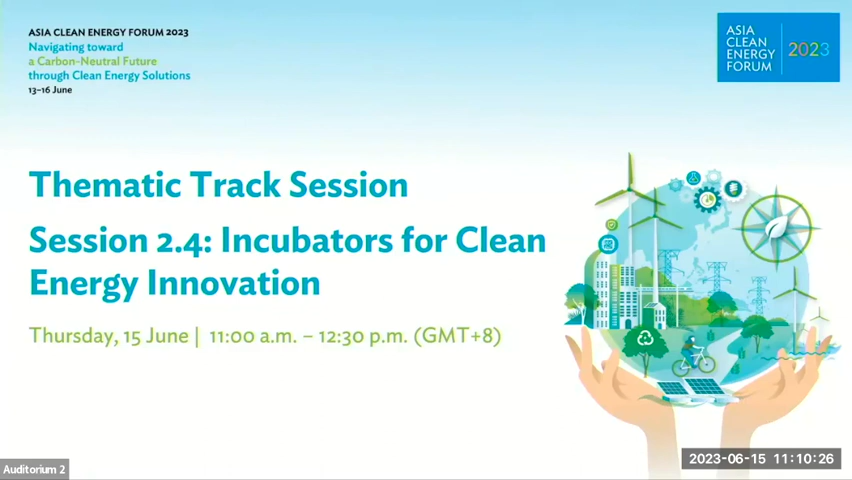 ASIA CLEAN ENERGY FORUM 2023
Navigating toward
a Carbon-Neutral Future
through Clean Energy Solutions
13–16 June
ASIA
CLEAN
ENERGY
FORUM
2023
Thematic Track Session
Session 2.4: Incubators for Clean
Energy Innovation
Thursday, 15 June | 11:00 a.m. – 12:30 p.m. (GMT+8)
Auditorium 2
2023-06-15 11:10:26